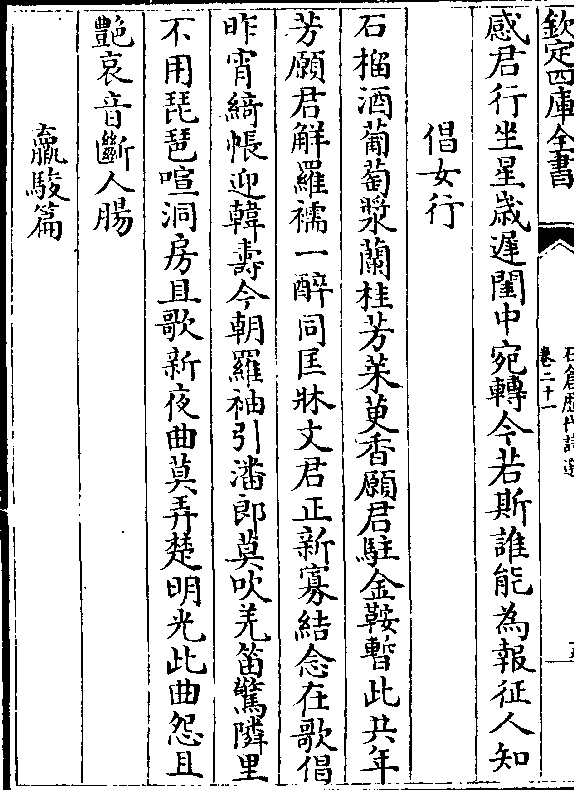 欽定四庫全書
石倉歷代詩選
卷二十一
感君行坐星歳遲閨中宛轉今若斯誰能為報征人知
倡女行
石榴酒葡萄漿蘭桂芳茱萸香願君駐金鞍暫此共年
芳願君解羅襦一醉同匡牀文君正新寡結念在歌倡
昨宵綺帳迎韓壽今朝羅袖引潘郎莫吹羌笛驚隣里
不用琵琶喧洞房且歌新夜曲莫弄楚明光此曲怨且
艶哀音斷人腸
羸駿篇